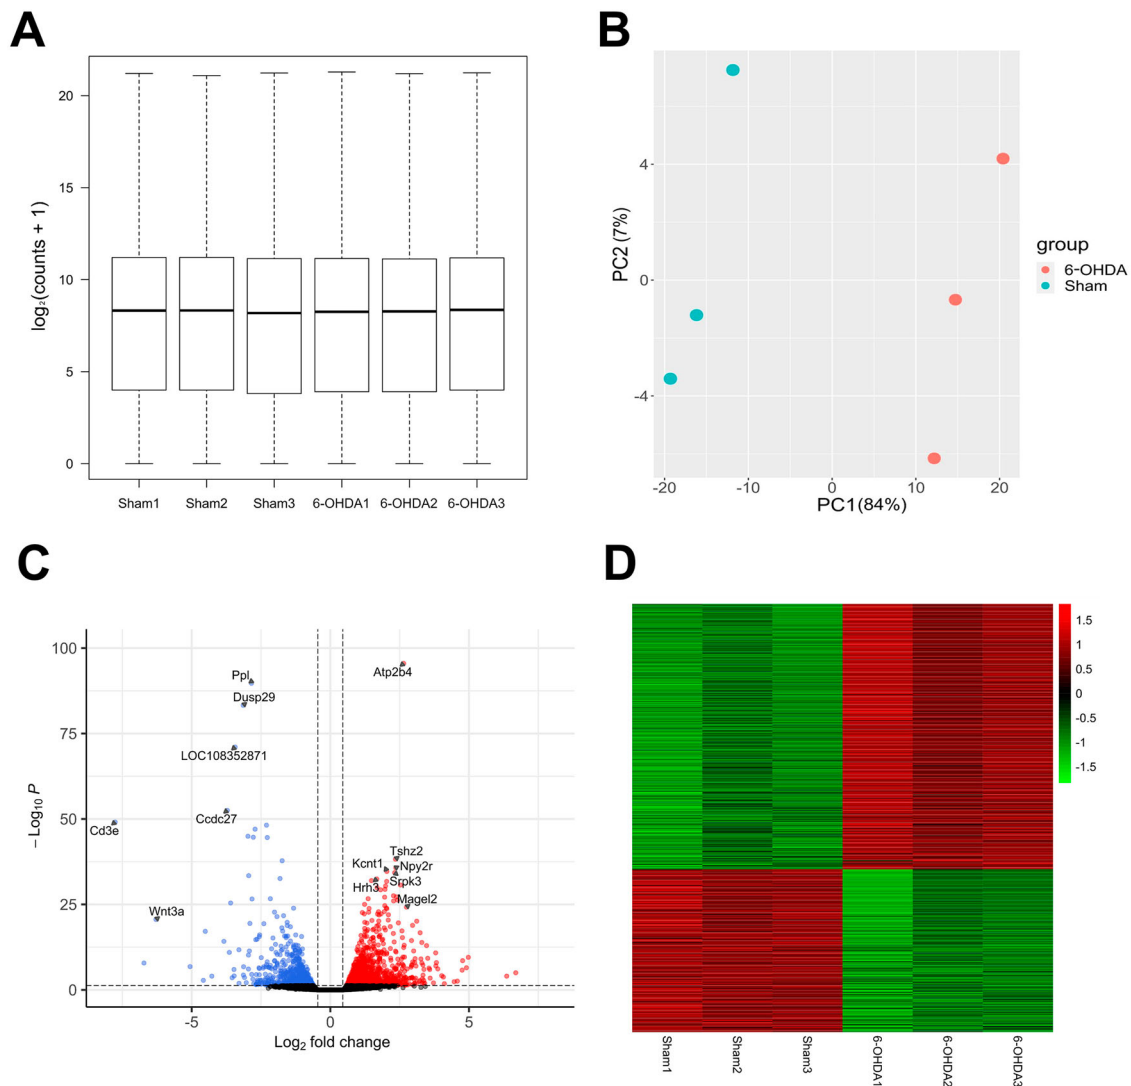 A
log₂(counts + 1)
20
15
10
5
0
Sham1 Sham2 Sham3 6-OHDA1 6-OHDA2 6-OHDA3
B
PC2 (7%)
4
0
-4
-20 -10 0 10 20
PC1(84%)
group
6-OHDA
Sham
C
−Log₁₀ P
100
75
50
25
0
-5 0 5
Log₂ fold change
Atp2b4
Ppl
Dusp29
LOC108352871
Ccdc27
Cd3e
Tshz2
Kcnt1
Npy2r
Srpk3
Hrh3
Magel2
Wnt3a
D
1.5
1
0.5
0
-0.5
-1
-1.5
Sham1
Sham2
Sham3
6-OHDA1
6-OHDA2
6-OHDA3